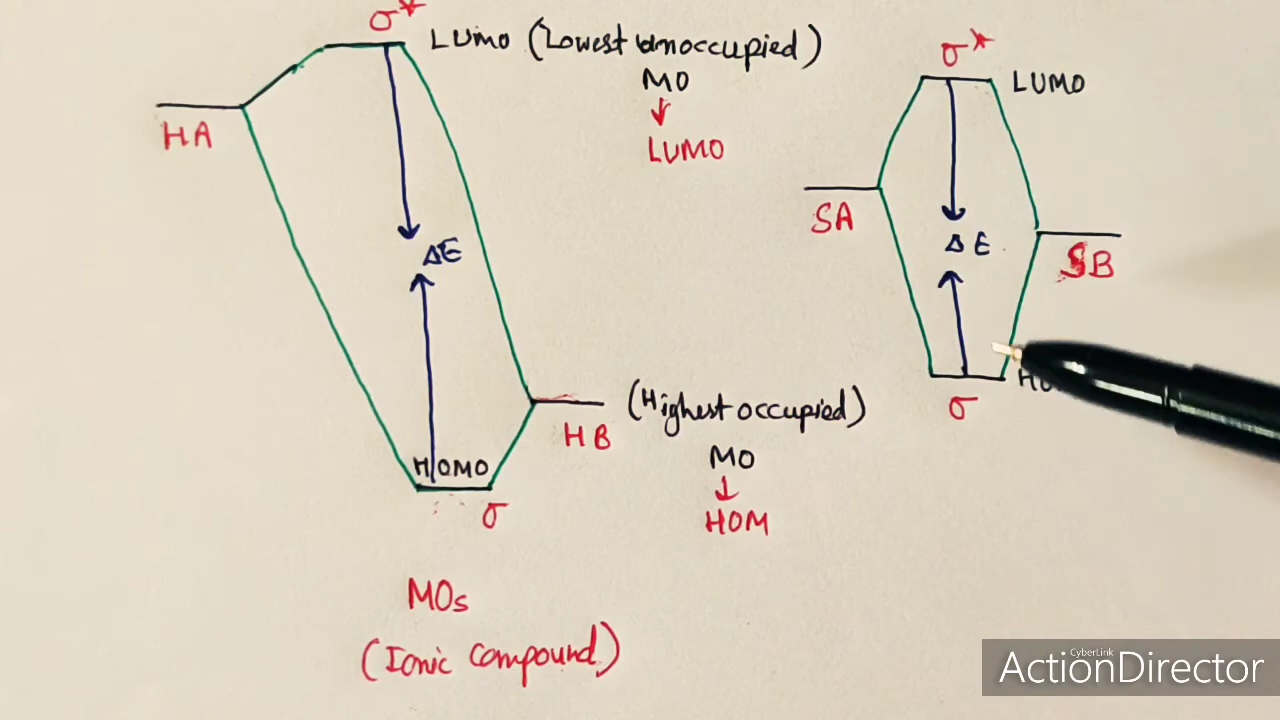 σ*
LUMO (Lowest unoccupied)
MO
↓
LUMO
HA
ΔE
HOMO
σ
HB
(Highest occupied)
MO
↓
HOM
MOs
(Ionic compound)
σ*
LUMO
SA
ΔE
SB
σ
CyberLink
ActionDirector